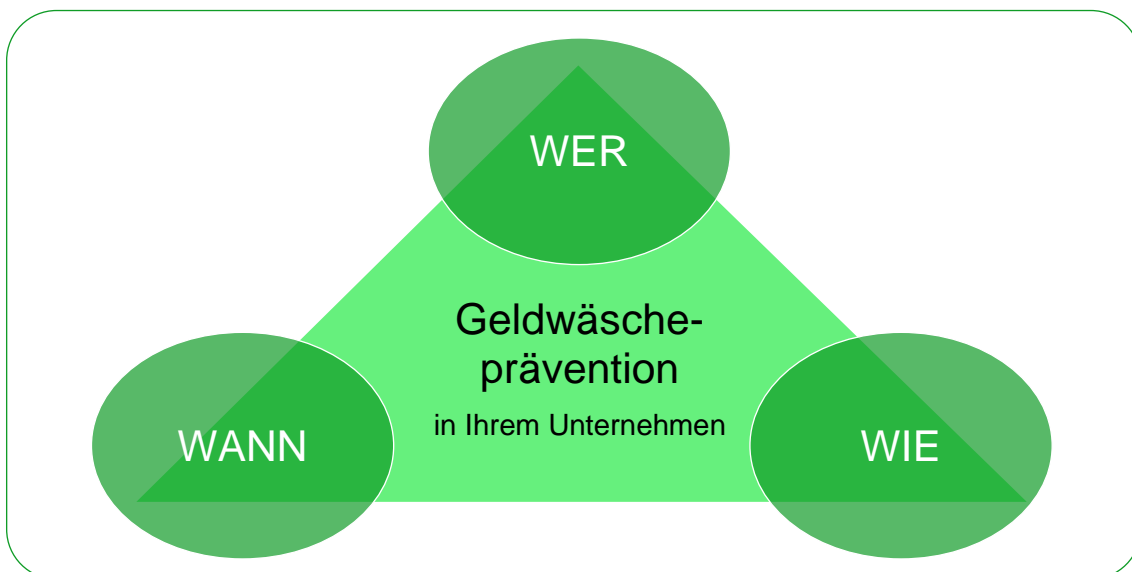 WER
Geldwäsche-
prävention
in Ihrem Unternehmen
WANN
WIE